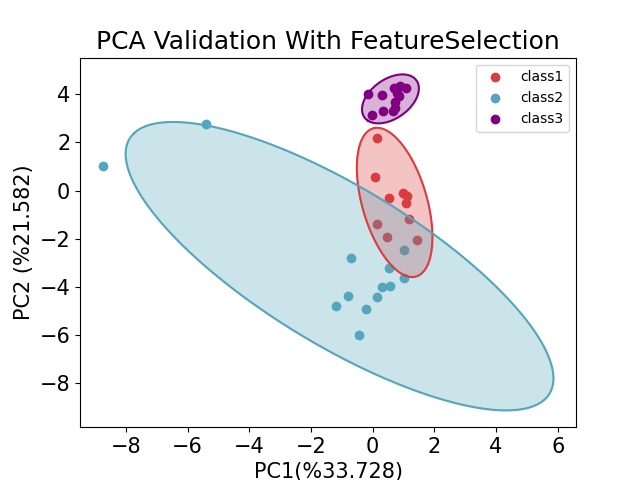 PCA Validation With FeatureSelection
class1
class2
class3
4
2
0
−2
−4
−6
−8
PC2 (%21.582)
−8
−6
−4
−2
0
2
4
6
PC1(%33.728)